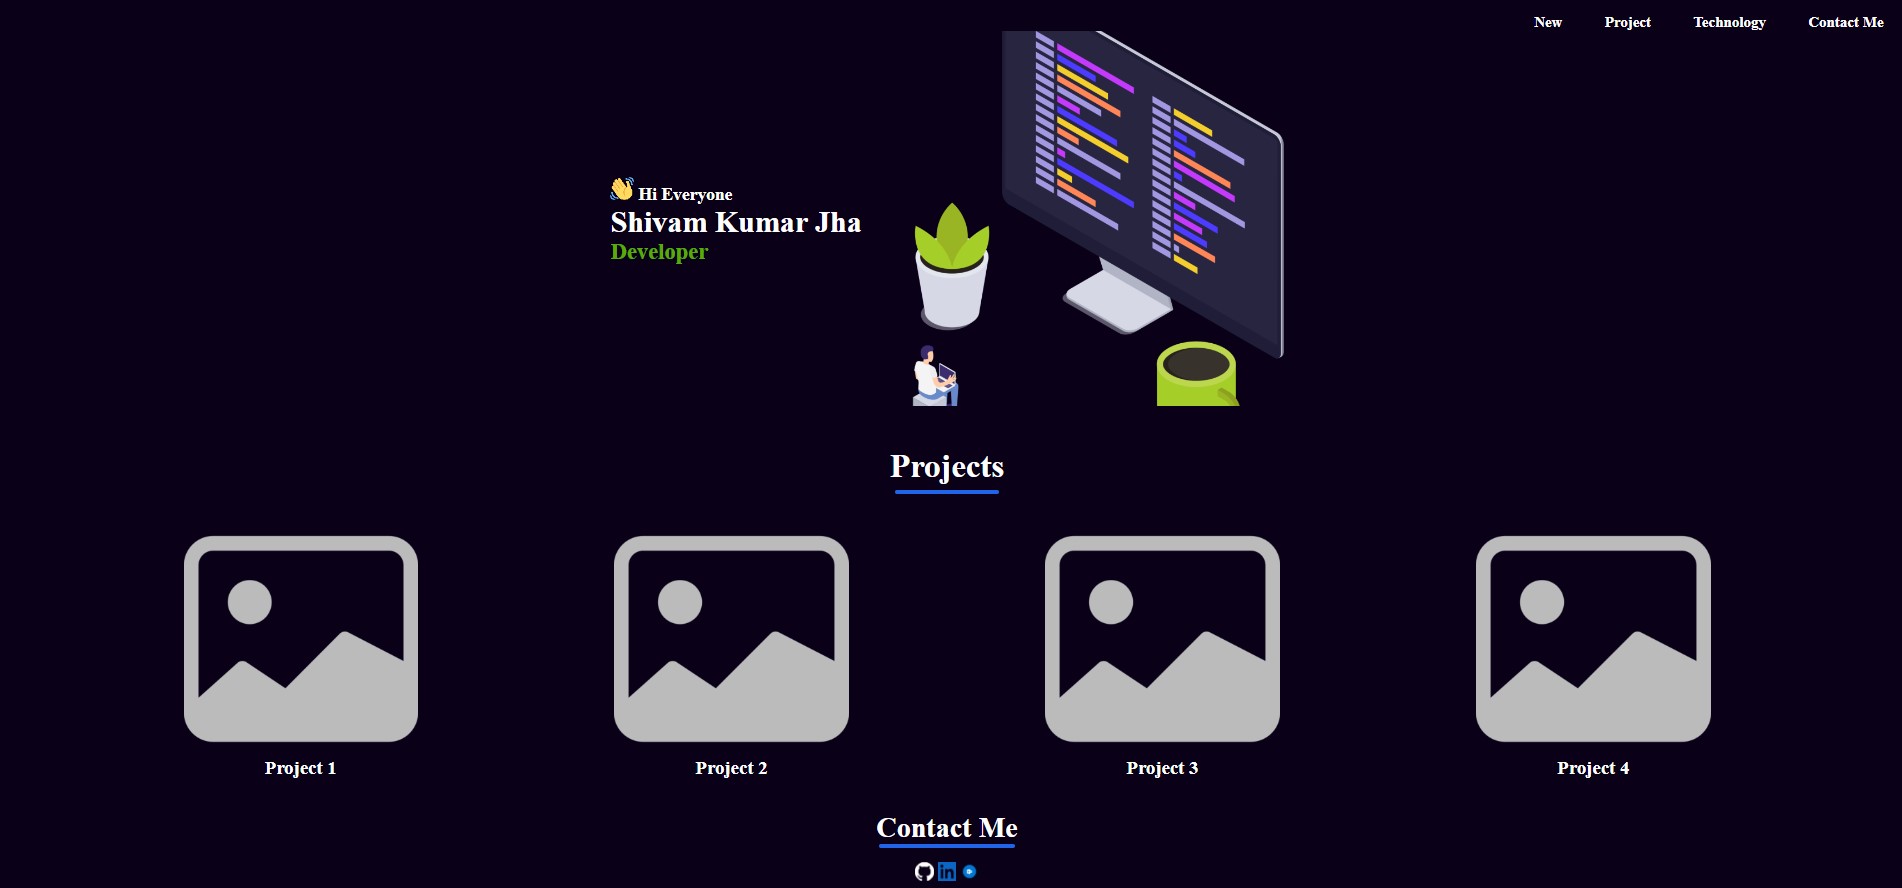 New Project Technology Contact Me
👋 Hi Everyone
Shivam Kumar Jha
Developer
Projects
Project 1 Project 2 Project 3 Project 4
Contact Me
in